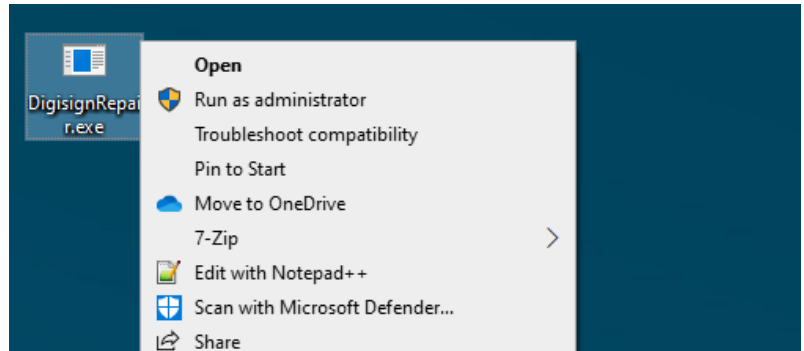 DigisignRepai
r.exe
Open
Run as administrator
Troubleshoot compatibility
Pin to Start
Move to OneDrive
7-Zip
Edit with Notepad++
Scan with Microsoft Defender...
Share